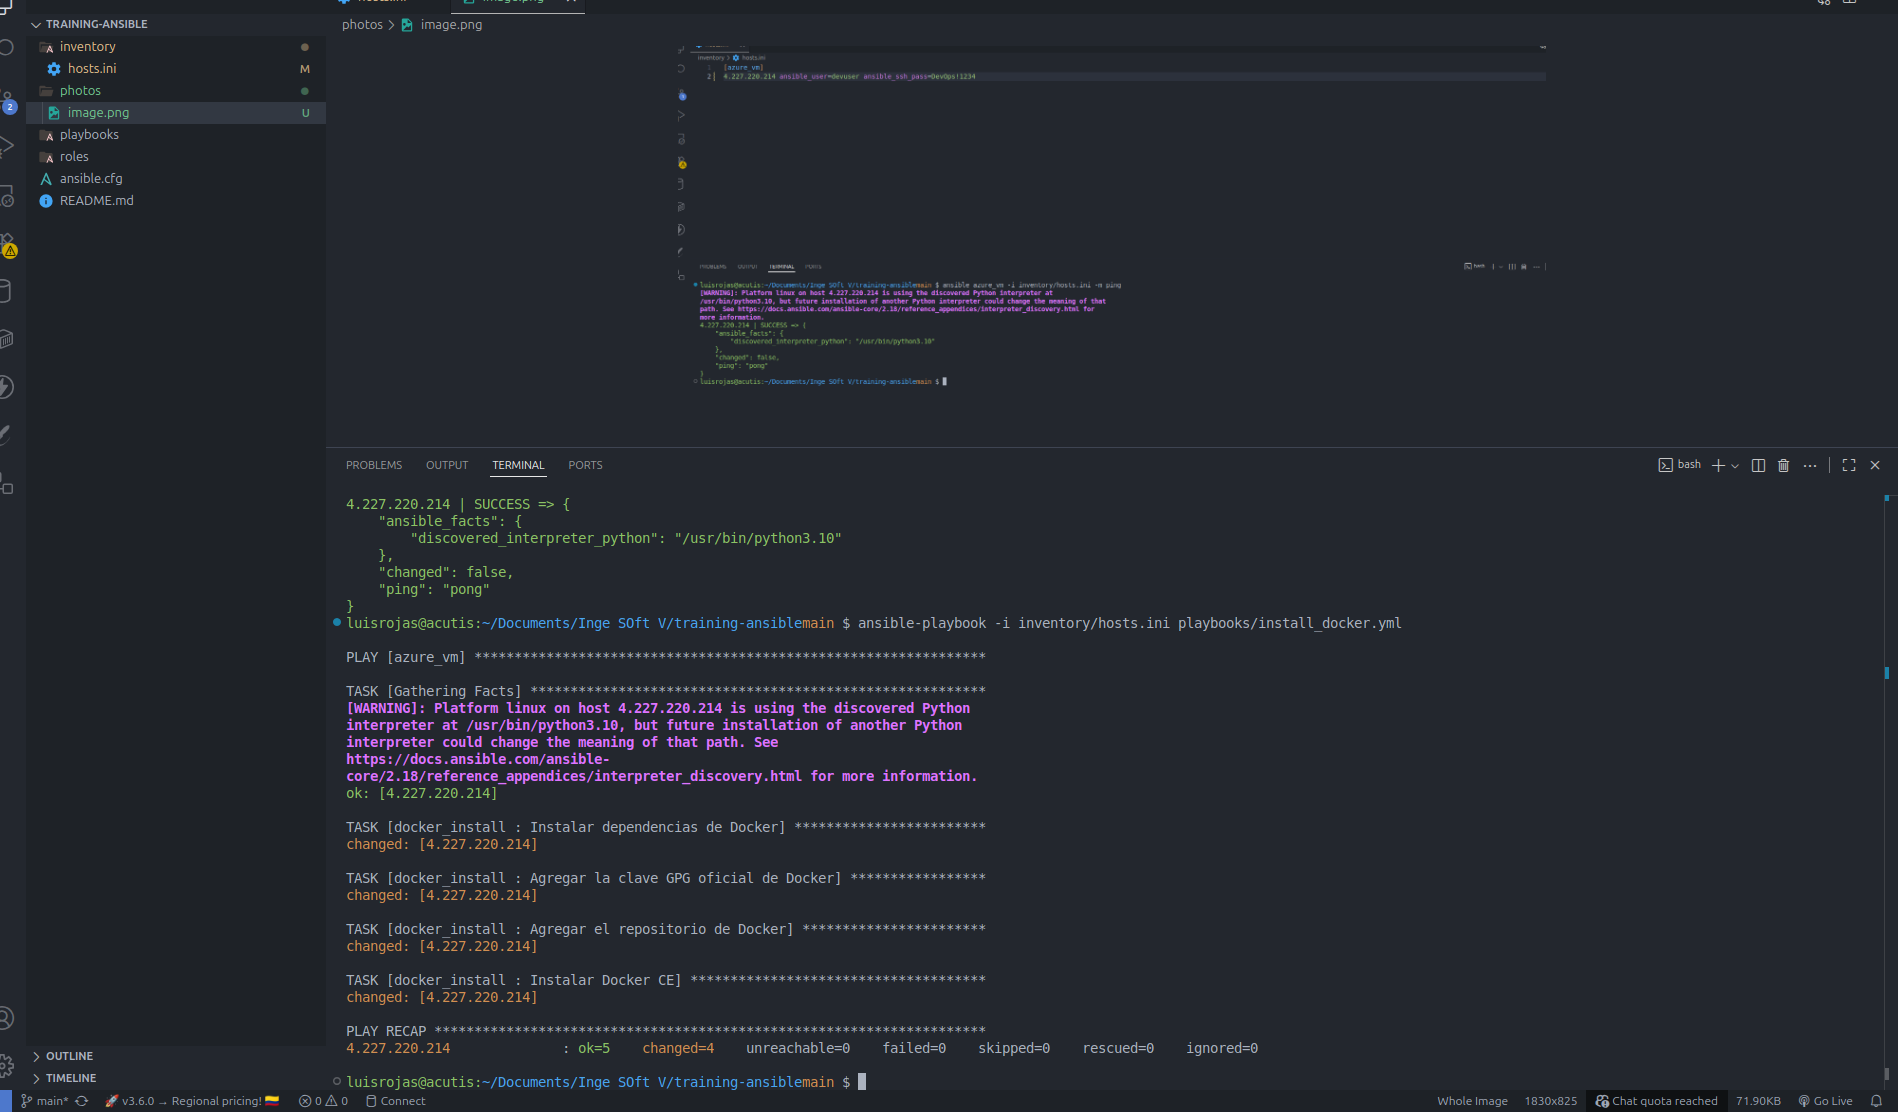 TRAINING-ANSIBLE
inventory
hosts.ini M
photos
image.png U
playbooks
roles
ansible.cfg
README.md
2
OUTLINE
TIMELINE
photos > image.png
inventory > hosts.ini
1 [azure_vm]
2 4.227.220.214 ansible_user=devuser ansible_ssh_pass=DevOps!1234
PROBLEMS OUTPUT TERMINAL PORTS
bash
luisrojas@acutis:~/Documents/Inge SOft V/training-ansiblemain $ ansible azure_vm -i inventory/hosts.ini -m ping
[WARNING]: Platform linux on host 4.227.220.214 is using the discovered Python interpreter at
/usr/bin/python3.10, but future installation of another Python interpreter could change the meaning of that
path. See https://docs.ansible.com/ansible-core/2.18/reference_appendices/interpreter_discovery.html for
more information.
4.227.220.214 | SUCCESS => {
"ansible_facts": {
"discovered_interpreter_python": "/usr/bin/python3.10"
},
"changed": false,
"ping": "pong"
}
luisrojas@acutis:~/Documents/Inge SOft V/training-ansiblemain $
PROBLEMS OUTPUT TERMINAL PORTS
bash
4.227.220.214 | SUCCESS => {
"ansible_facts": {
"discovered_interpreter_python": "/usr/bin/python3.10"
},
"changed": false,
"ping": "pong"
}
luisrojas@acutis:~/Documents/Inge SOft V/training-ansiblemain $ ansible-playbook -i inventory/hosts.ini playbooks/install_docker.yml
PLAY [azure_vm] ****************************************************************
TASK [Gathering Facts] *********************************************************
[WARNING]: Platform linux on host 4.227.220.214 is using the discovered Python
interpreter at /usr/bin/python3.10, but future installation of another Python
interpreter could change the meaning of that path. See
https://docs.ansible.com/ansible-
core/2.18/reference_appendices/interpreter_discovery.html for more information.
ok: [4.227.220.214]
TASK [docker_install : Instalar dependencias de Docker] ************************
changed: [4.227.220.214]
TASK [docker_install : Agregar la clave GPG oficial de Docker] *****************
changed: [4.227.220.214]
TASK [docker_install : Agregar el repositorio de Docker] ***********************
changed: [4.227.220.214]
TASK [docker_install : Instalar Docker CE] *************************************
changed: [4.227.220.214]
PLAY RECAP *********************************************************************
4.227.220.214 : ok=5 changed=4 unreachable=0 failed=0 skipped=0 rescued=0 ignored=0
luisrojas@acutis:~/Documents/Inge SOft V/training-ansiblemain $
main* 🚀 v3.6.0 → Regional pricing! 🇨🇴 0 0 Connect Whole Image 1830x825 Chat quota reached 71.90KB Go Live